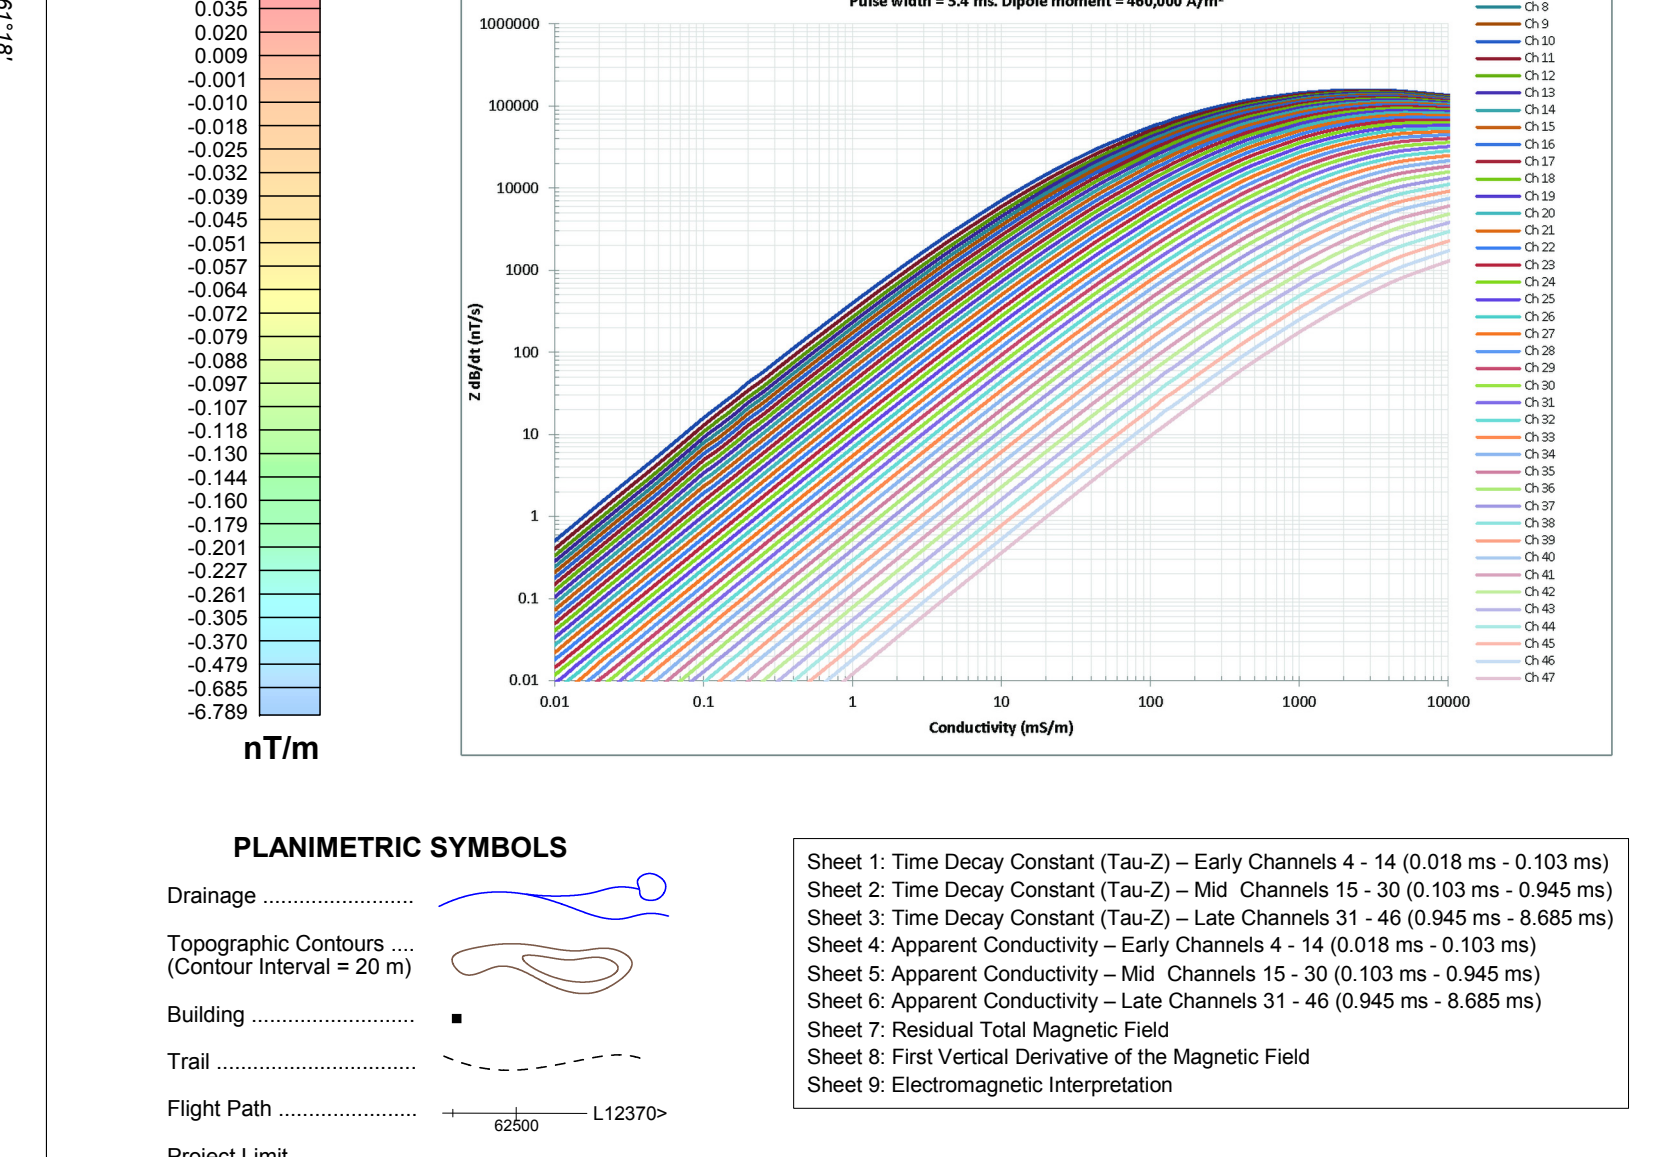 61°18'
0.035
0.020
0.009
-0.001
-0.010
-0.018
-0.025
-0.032
-0.039
-0.045
-0.051
-0.057
-0.064
-0.072
-0.079
-0.088
-0.097
-0.107
-0.118
-0.130
-0.144
-0.160
-0.179
-0.201
-0.227
-0.261
-0.305
-0.370
-0.479
-0.685
-6.789
nT/m
Pulse width = 3.4 ms. Dipole moment = 460,000 A/m²
1000000
100000
10000
1000
100
10
1
0.1
0.01
Z dB/dt (nT/s)
0.01 0.1 1 10 100 1000 10000
Conductivity (mS/m)
Ch 8
Ch 9
Ch 10
Ch 11
Ch 12
Ch 13
Ch 14
Ch 15
Ch 16
Ch 17
Ch 18
Ch 19
Ch 20
Ch 21
Ch 22
Ch 23
Ch 24
Ch 25
Ch 26
Ch 27
Ch 28
Ch 29
Ch 30
Ch 31
Ch 32
Ch 33
Ch 34
Ch 35
Ch 36
Ch 37
Ch 38
Ch 39
Ch 40
Ch 41
Ch 42
Ch 43
Ch 44
Ch 45
Ch 46
Ch 47
PLANIMETRIC SYMBOLS
Drainage .........................
Topographic Contours ....
(Contour Interval = 20 m)
Building ...........................
Trail .................................
Flight Path .......................
L12370>
62500
Project Limit
Sheet 1: Time Decay Constant (Tau-Z) – Early Channels 4 - 14 (0.018 ms - 0.103 ms)
Sheet 2: Time Decay Constant (Tau-Z) – Mid  Channels 15 - 30 (0.103 ms - 0.945 ms)
Sheet 3: Time Decay Constant (Tau-Z) – Late Channels 31 - 46 (0.945 ms - 8.685 ms)
Sheet 4: Apparent Conductivity – Early Channels 4 - 14 (0.018 ms - 0.103 ms)
Sheet 5: Apparent Conductivity – Mid  Channels 15 - 30 (0.103 ms - 0.945 ms)
Sheet 6: Apparent Conductivity – Late Channels 31 - 46 (0.945 ms - 8.685 ms)
Sheet 7: Residual Total Magnetic Field
Sheet 8: First Vertical Derivative of the Magnetic Field
Sheet 9: Electromagnetic Interpretation